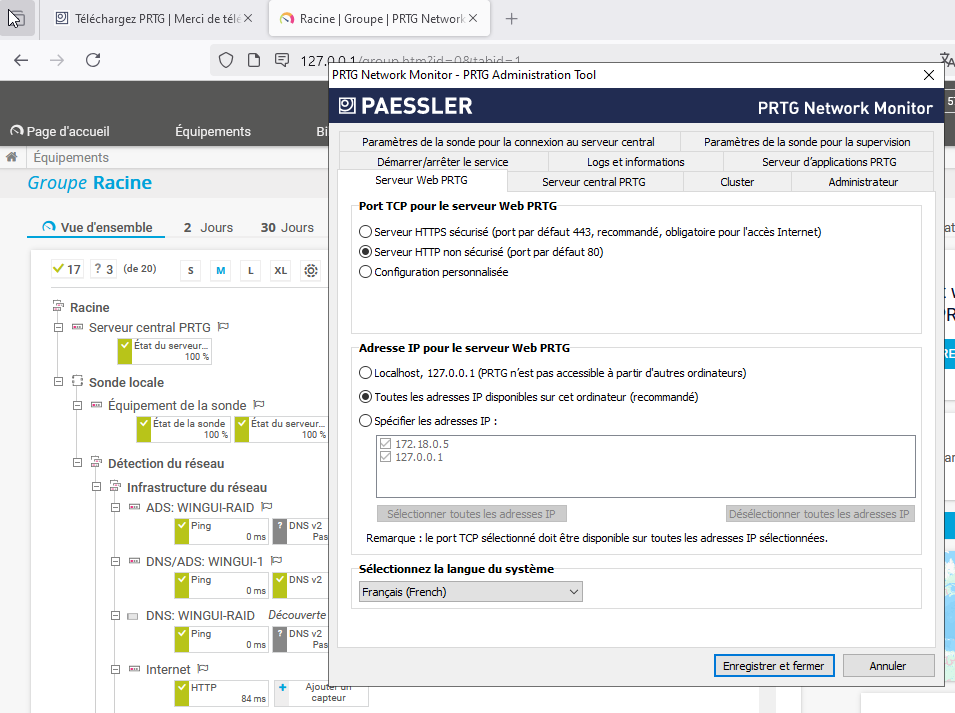 Téléchargez PRTG | Merci de télé
Racine | Groupe | PRTG Network
127.0.0.1/group.htm?id=0&tabid=1
PRTG Network Monitor - PRTG Administration Tool
PAESSLER
PRTG Network Monitor
Page d'accueil
Équipements
Bi
Équipements
Groupe Racine
Vue d'ensemble
2 Jours
30 Jours
17
? 3
(de 20)
S
M
L
XL
Racine
Serveur central PRTG
État du serveur...
100 %
Sonde locale
Équipement de la sonde
État de la sonde
100 %
État du serveur...
100 %
Détection du réseau
Infrastructure du réseau
ADS: WINGUI-RAID
Ping
0 ms
? DNS v2
Pas
DNS/ADS: WINGUI-1
Ping
0 ms
DNS v2
DNS: WINGUI-RAID Découverte
Ping
0 ms
? DNS v2
Pas
Internet
HTTP
84 ms
+ Ajouter un
capteur
Paramètres de la sonde pour la connexion au serveur central
Paramètres de la sonde pour la supervision
Démarrer/arrêter le service
Logs et informations
Serveur d'applications PRTG
Serveur Web PRTG
Serveur central PRTG
Cluster
Administrateur
Port TCP pour le serveur Web PRTG
Serveur HTTPS sécurisé (port par défaut 443, recommandé, obligatoire pour l'accès Internet)
Serveur HTTP non sécurisé (port par défaut 80)
Configuration personnalisée
Adresse IP pour le serveur Web PRTG
Localhost, 127.0.0.1 (PRTG n'est pas accessible à partir d'autres ordinateurs)
Toutes les adresses IP disponibles sur cet ordinateur (recommandé)
Spécifier les adresses IP :
172.18.0.5
127.0.0.1
Sélectionner toutes les adresses IP
Désélectionner toutes les adresses IP
Remarque : le port TCP sélectionné doit être disponible sur toutes les adresses IP sélectionnées.
Sélectionnez la langue du système
Français (French)
Enregistrer et fermer
Annuler